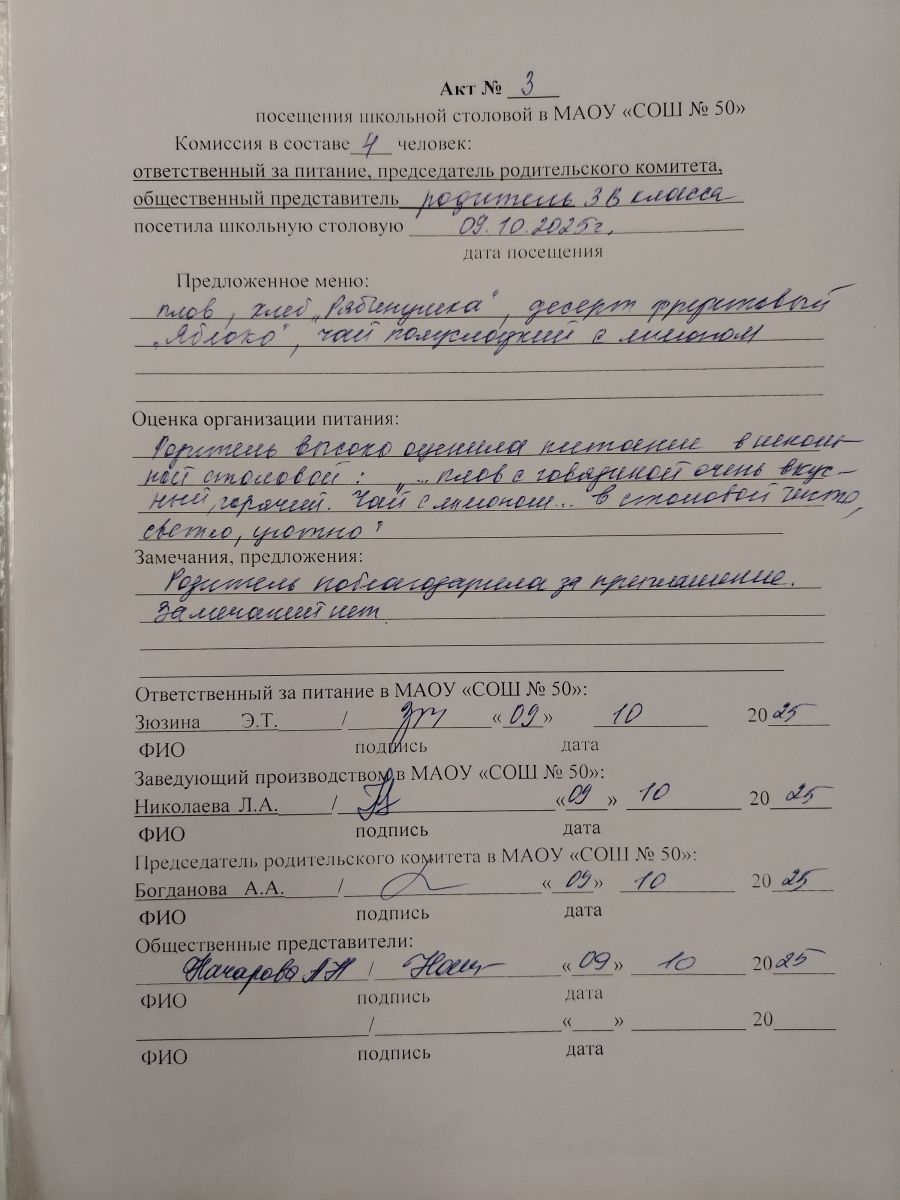 Акт № 3
посещения школьной столовой в МАОУ «СОШ № 50»
Комиссия в составе 4 человек:
ответственный за питание, председатель родительского комитета,
общественный представитель родитель 3в класса
посетила школьную столовую 09.10.2025г.
дата посещения
Предложенное меню:
плов, хлеб „Рябинушка“, десерт фруктовый
„Яблоко“, чай полусладкий с лимоном
Оценка организации питания:
Родитель высоко оценила питание в школь-
ной столовой: „...плов с говядиной очень вкус-
ный, горячий. Чай с лимоном... в столовой чисто,
светло, уютно“
Замечания, предложения:
Родитель поблагодарила за приглашение.
Замечаний нет
Ответственный за питание в МАОУ «СОШ № 50»:
Зюзина Э.Т. / «09» 10 2025
ФИО подпись дата
Заведующий производством в МАОУ «СОШ № 50»:
Николаева Л.А. / «09» 10 2025
ФИО подпись дата
Председатель родительского комитета в МАОУ «СОШ № 50»:
Богданова А.А. / «09» 10 2025
ФИО подпись дата
Общественные представители:
/ «09» 10 2025
ФИО подпись дата
/ «    » 20
ФИО подпись дата